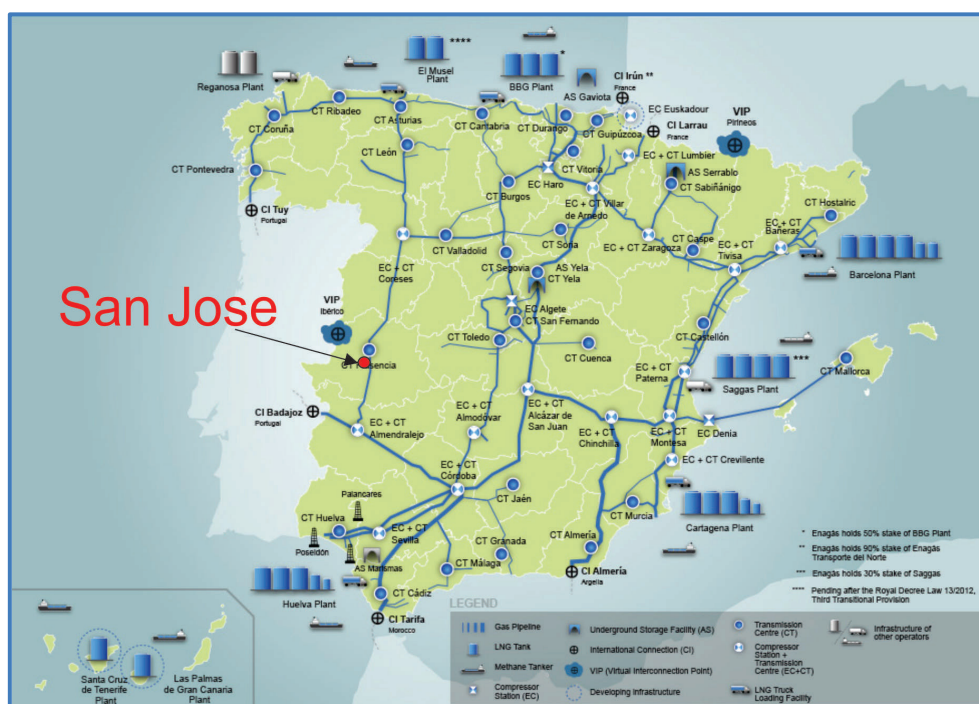 ****
El Musel
Plant
*
BBG Plant
Reganosa Plant
AS Gaviota
CI Irún **
France
EC Euskadour
VIP
Pirineos
CT Ribadeo
CT Asturias
CT Cantabria
CT Durango
CT Guipúzcoa
CI Larrau
France
CT Coruña
CT León
CT Vitoria
EC + CT Lumbier
AS Serrablo
CT Pontevedra
EC Haro
CT Burgos
CT Sabiñánigo
CT Hostalric
CI Tuy
Portugal
EC + CT Villar
de Arnedo
EC + CT
Bañeras
CT Valladolid
CT Soria
EC + CT Zaragoza
CT Caspe
EC + CT
Tivisa
EC + CT
Coreses
CT Segovia
AS Yela
CT Yela
Barcelona Plant
San Jose
VIP
Ibérico
EC Algete
CT San Fernando
CT Toledo
CT Castellón
CT Cuenca
CT Plasencia
EC + CT
Paterna
***
Saggas Plant
CT Mallorca
CI Badajoz
Portugal
EC + CT
Almendralejo
EC + CT
Almodóvar
EC + CT
Alcázar de
San Juan
EC + CT
Chinchilla
EC + CT
Montesa
EC Denia
EC + CT Crevillente
EC + CT
Córdoba
CT Jaén
Palancares
CT Huelva
Poseidón
EC + CT
Sevilla
CT Granada
CT Almería
CT Murcia
Cartagena Plant
AS Marismas
CT Málaga
CI Almería
Argelia
Huelva Plant
CT Cádiz
CI Tarifa
Morocco
* Enagás holds 50% stake of BBG Plant
** Enagás holds 90% stake of Enagás
Transporte del Norte
*** Enagás holds 30% stake of Saggas
**** Pending after the Royal Decree Law 13/2012,
Third Transitional Provision
Santa Cruz
de Tenerife
Plant
Las Palmas
de Gran Canaria
Plant
LEGEND
Gas Pipeline
LNG Tank
Methane Tanker
Compressor
Station (EC)
Underground Storage Facility (AS)
International Connection (CI)
VIP (Virtual Interconnection Point)
Developing Infrastructure
Transmission
Centre (CT)
Compressor
Station +
Transmission
Centre (EC+CT)
LNG Truck
Loading Facility
Infrastructure of
other operators